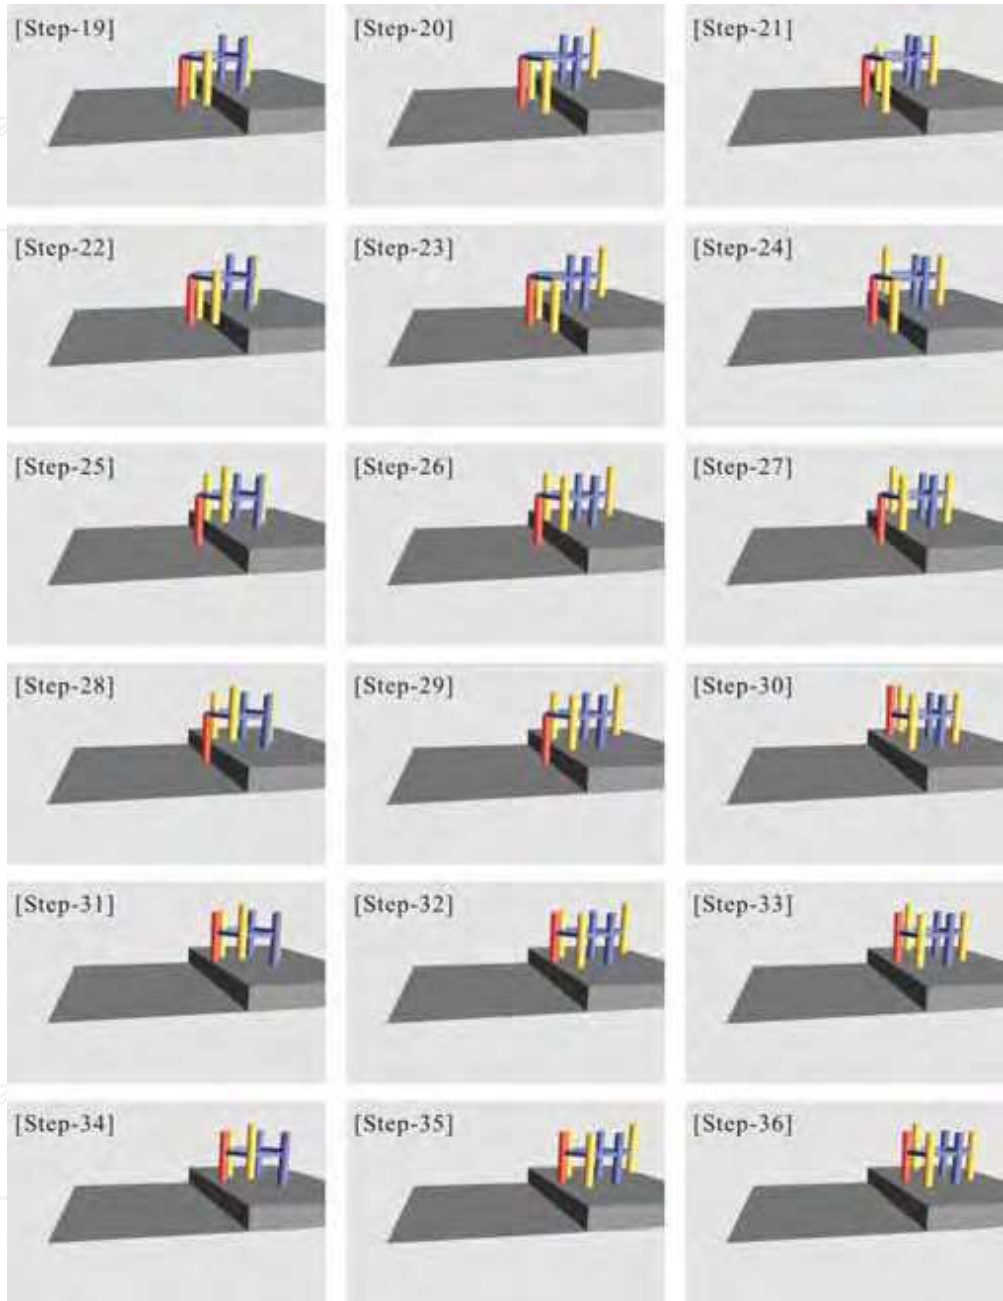 [Step-19] [Step-20] [Step-21]
[Step-22] [Step-23] [Step-24]
[Step-25] [Step-26] [Step-27]
[Step-28] [Step-29] [Step-30]
[Step-31] [Step-32] [Step-33]
[Step-34] [Step-35] [Step-36]